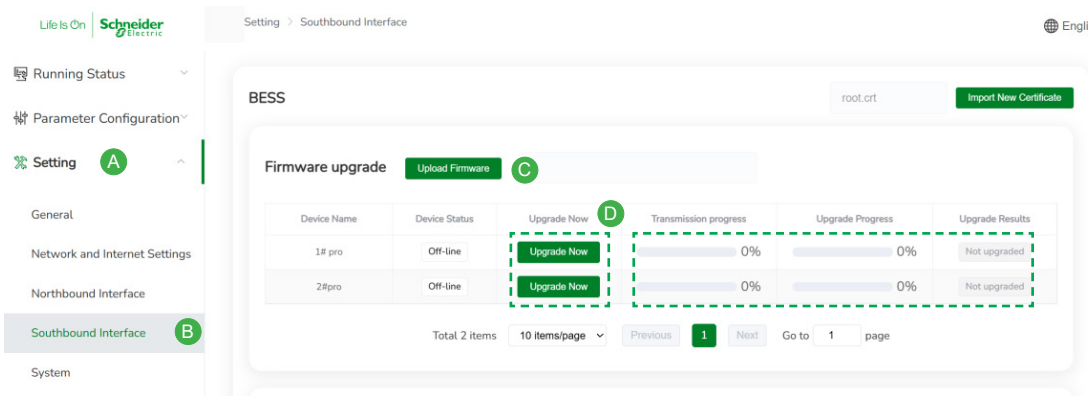 Life Is On | Schneider Electric
Setting > Southbound Interface
Engli
Running Status
Parameter Configuration
Setting A
General
Network and Internet Settings
Northbound Interface
Southbound Interface B
System
BESS
root.crt Import New Certificate
Firmware upgrade Upload Firmware C
Device Name Device Status Upgrade Now D Transmission progress Upgrade Progress Upgrade Results
1# pro Off-line Upgrade Now 0% 0% Not upgraded
2#pro Off-line Upgrade Now 0% 0% Not upgraded
Total 2 items 10 items/page Previous 1 Next Go to 1 page